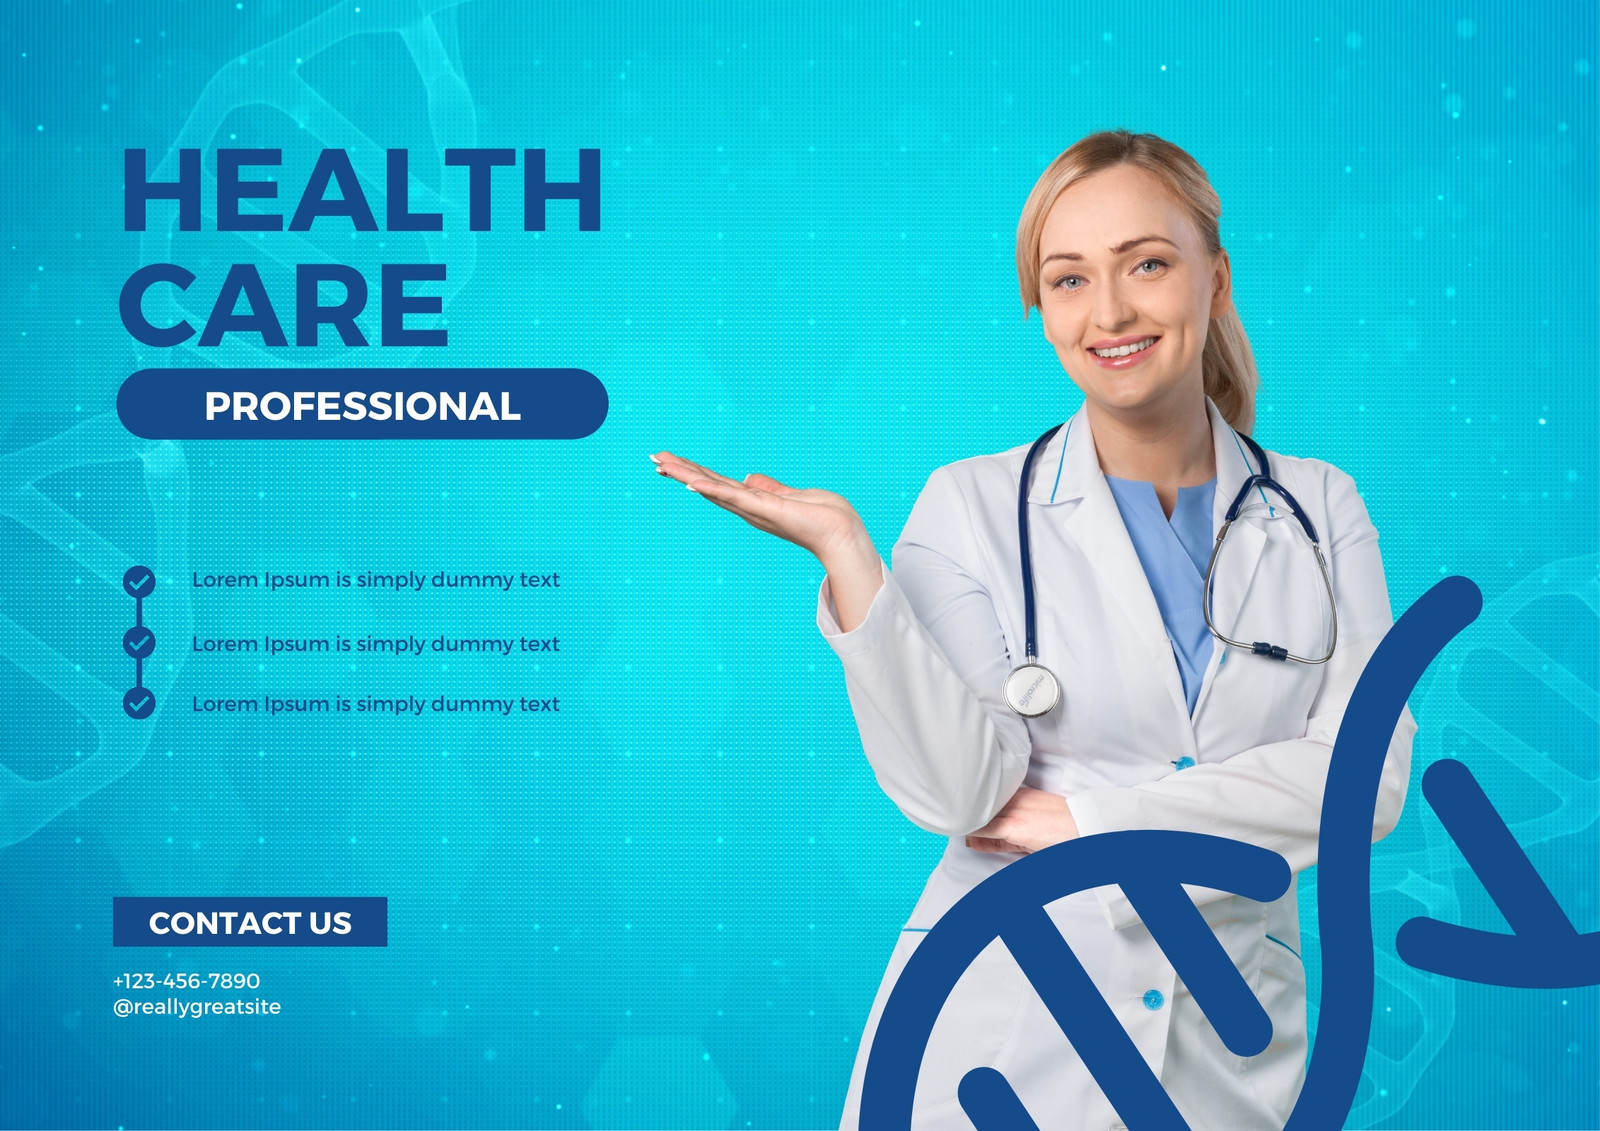 HEALTH
CARE
PROFESSIONAL
Lorem Ipsum is simply dummy text
Lorem Ipsum is simply dummy text
Lorem Ipsum is simply dummy text
CONTACT US
+123-456-7890
@reallygreatsite
microlife